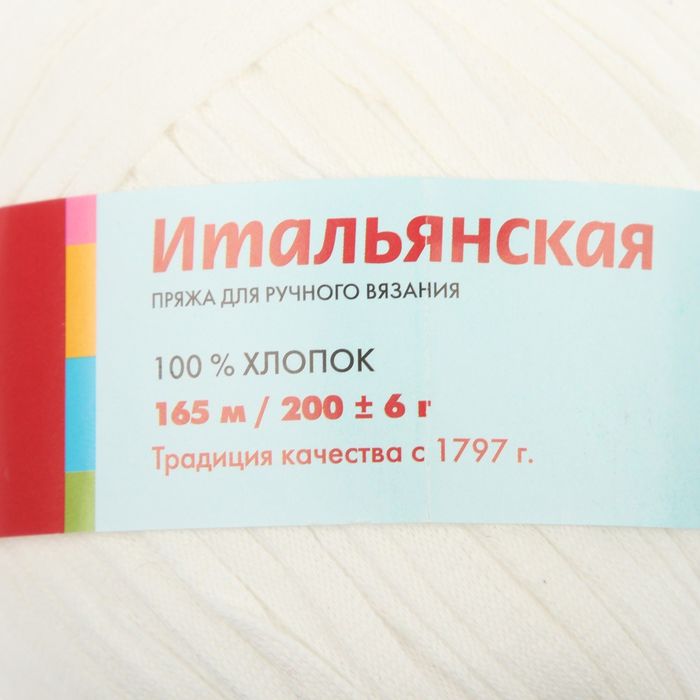 Итальянская
ПРЯЖА ДЛЯ РУЧНОГО ВЯЗАНИЯ
100 % ХЛОПОК
165 м / 200 ± 6 г
Традиция качества с 1797 г.